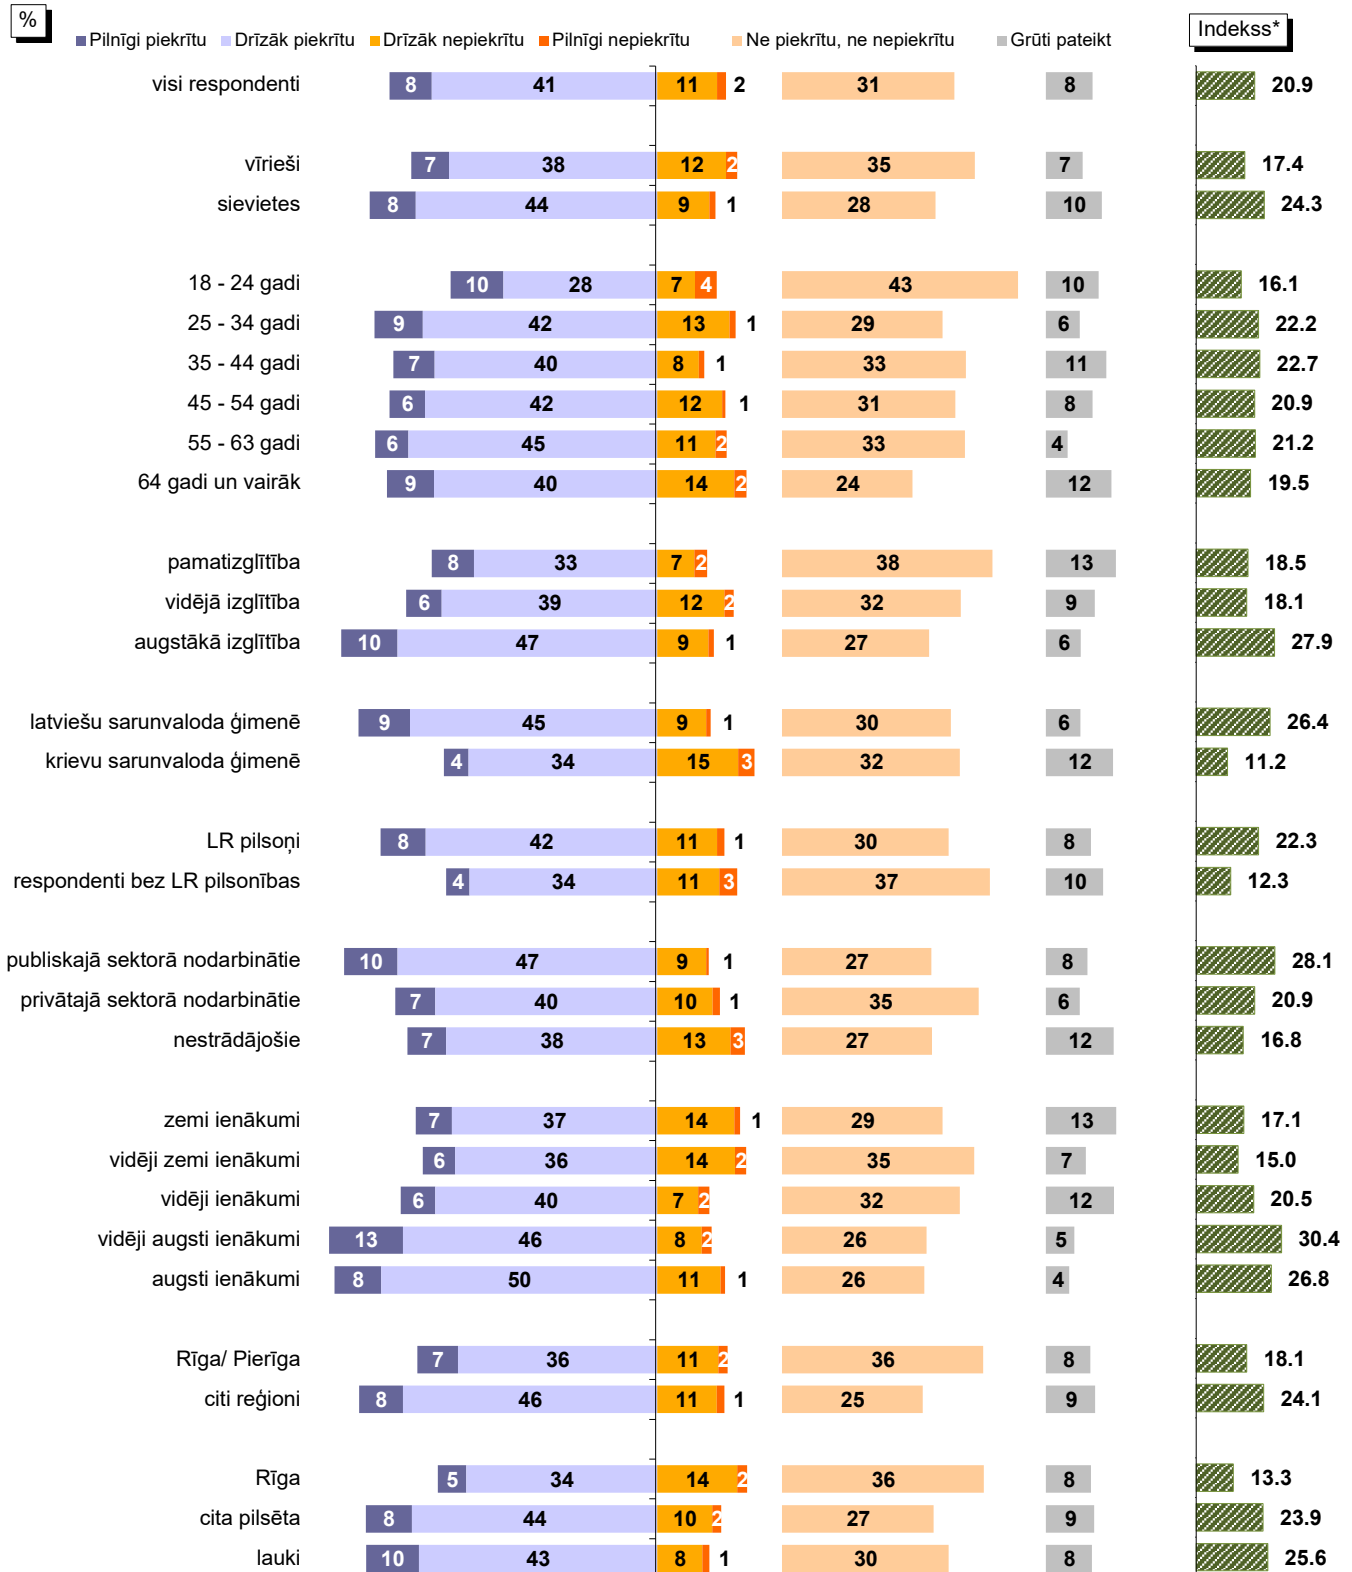 %
Pilnīgi piekrītu Drīzāk piekrītu Drīzāk nepiekrītu Pilnīgi nepiekrītu Ne piekrītu, ne nepiekrītu Grūti pateikt Indekss*
visi respondenti 8 41 11 2 31 8 20.9
vīrieši 7 38 12 2 35 7 17.4
sievietes 8 44 9 1 28 10 24.3
18 - 24 gadi 10 28 7 4 43 10 16.1
25 - 34 gadi 9 42 13 1 29 6 22.2
35 - 44 gadi 7 40 8 1 33 11 22.7
45 - 54 gadi 6 42 12 1 31 8 20.9
55 - 63 gadi 6 45 11 2 33 4 21.2
64 gadi un vairāk 9 40 14 2 24 12 19.5
pamatizglītība 8 33 7 2 38 13 18.5
vidējā izglītība 6 39 12 2 32 9 18.1
augstākā izglītība 10 47 9 1 27 6 27.9
latviešu sarunvaloda ģimenē 9 45 9 1 30 6 26.4
krievu sarunvaloda ģimenē 4 34 15 3 32 12 11.2
LR pilsoņi 8 42 11 1 30 8 22.3
respondenti bez LR pilsonības 4 34 11 3 37 10 12.3
publiskajā sektorā nodarbinātie 10 47 9 1 27 8 28.1
privātajā sektorā nodarbinātie 7 40 10 1 35 6 20.9
nestrādājošie 7 38 13 3 27 12 16.8
zemi ienākumi 7 37 14 1 29 13 17.1
vidēji zemi ienākumi 6 36 14 2 35 7 15.0
vidēji ienākumi 6 40 7 2 32 12 20.5
vidēji augsti ienākumi 13 46 8 2 26 5 30.4
augsti ienākumi 8 50 11 1 26 4 26.8
Rīga/ Pierīga 7 36 11 2 36 8 18.1
citi reģioni 8 46 11 1 25 9 24.1
Rīga 5 34 14 2 36 8 13.3
cita pilsēta 8 44 10 2 27 9 23.9
lauki 10 43 8 1 30 8 25.6